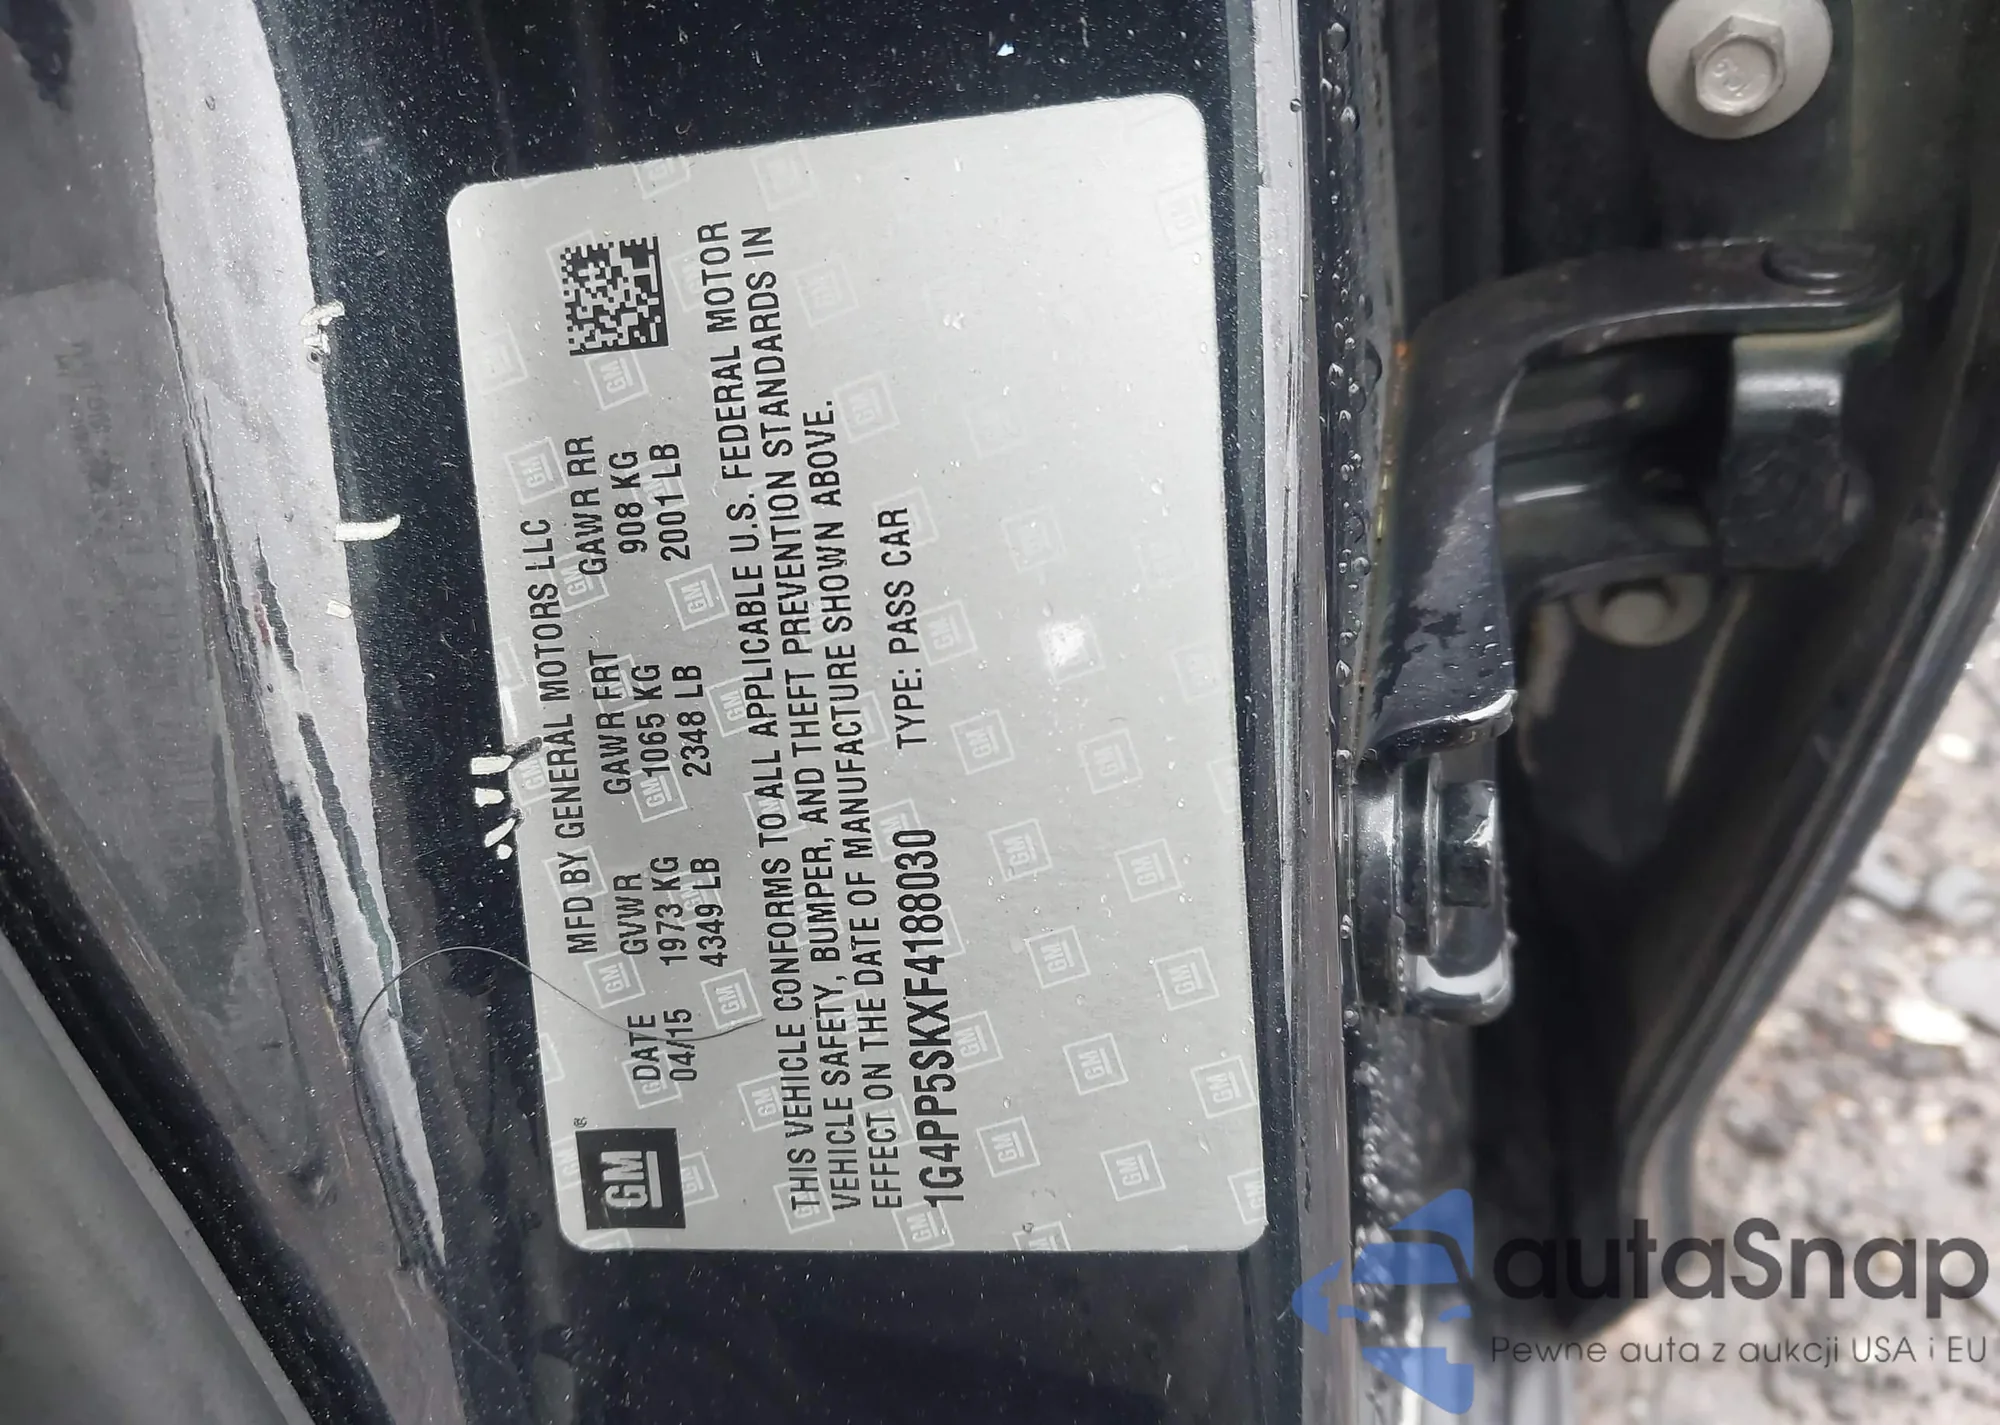 MFD BY GENERAL MOTORS LLC
GM®
DATE GVWR GAWR FRT GAWR RR
04/15 1973 KG 1065 KG 908 KG
4349 LB 2348 LB 2001 LB
THIS VEHICLE CONFORMS TO ALL APPLICABLE U.S. FEDERAL MOTOR
VEHICLE SAFETY, BUMPER, AND THEFT PREVENTION STANDARDS IN
EFFECT ON THE DATE OF MANUFACTURE SHOWN ABOVE.
1G4PP5SKXF4188030 TYPE: PASS CAR
autaSnap
Pewne auta z aukcji USA i EU